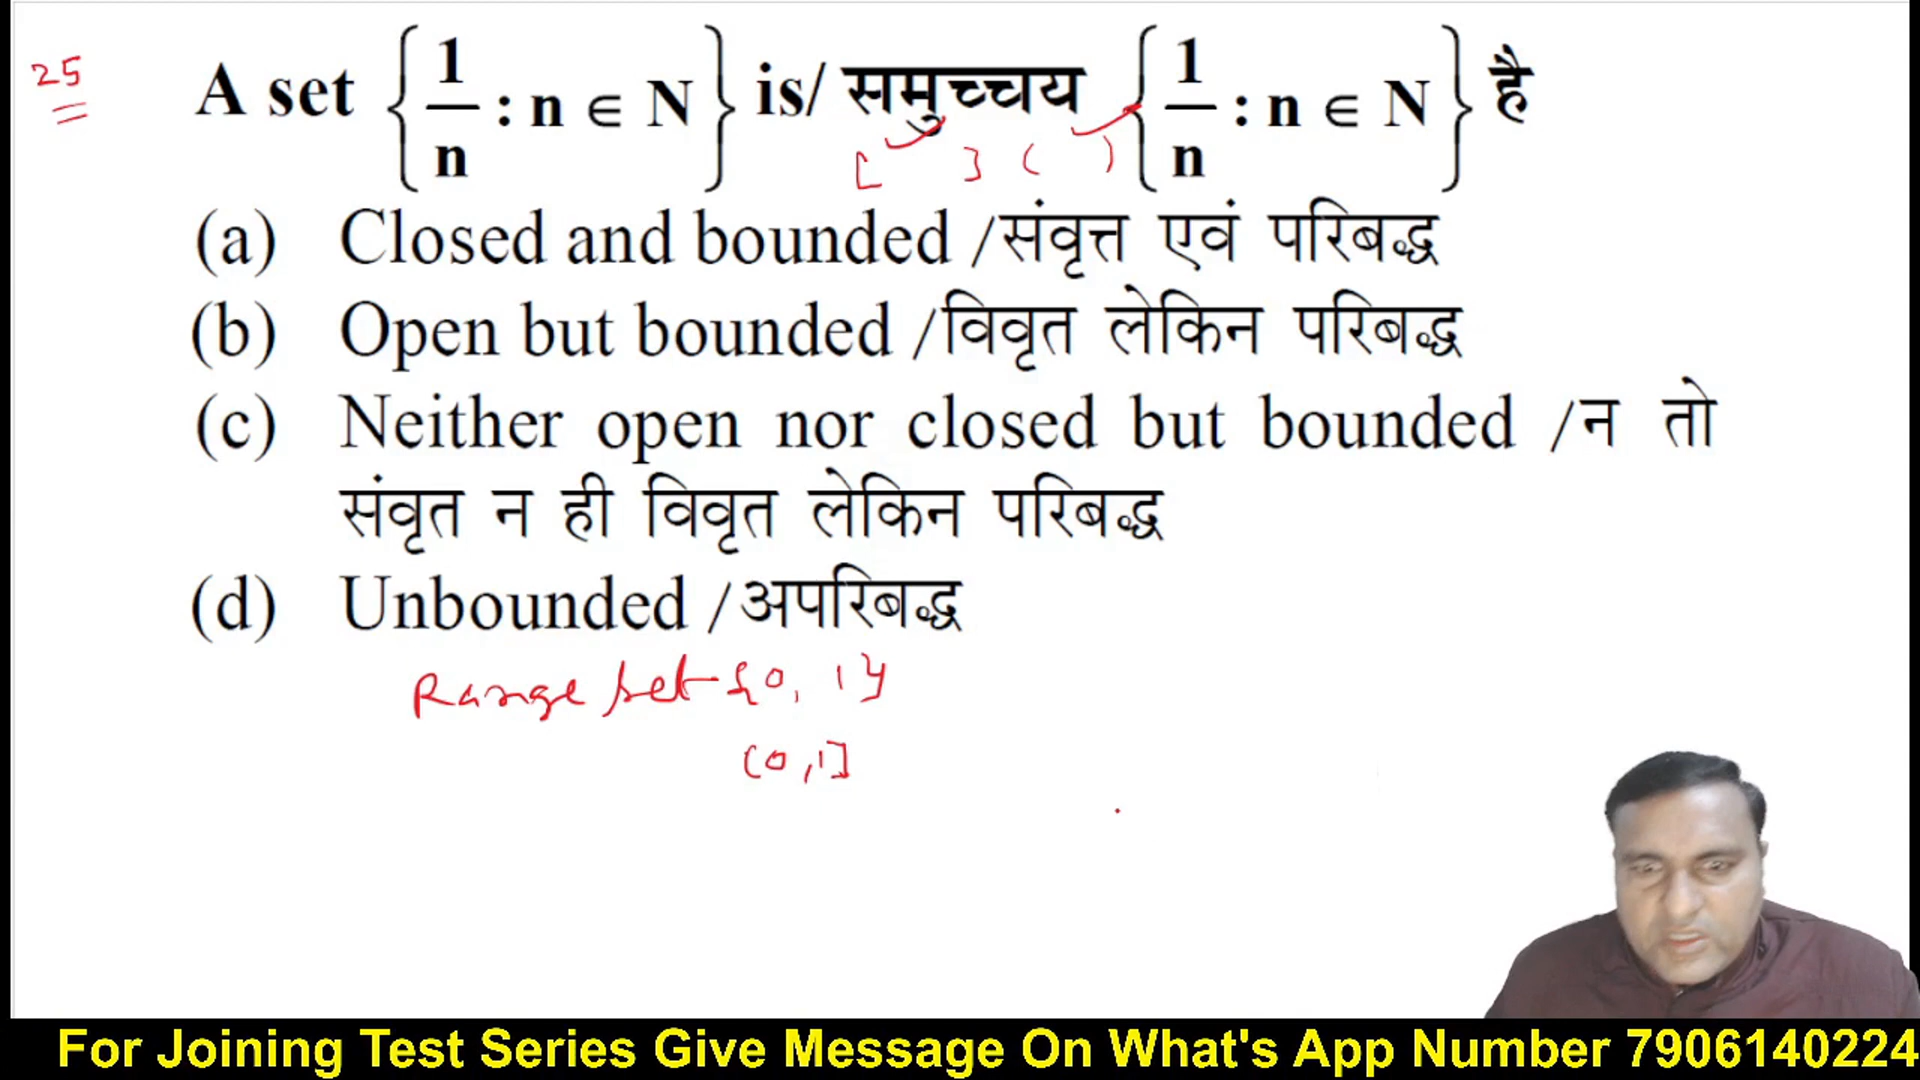 25
A set {1/n : n ∈ N} is/ समुच्चय {1/n : n ∈ N} है
[ ] ( )
(a) Closed and bounded /संवृत्त एवं परिबद्ध
(b) Open but bounded /विवृत लेकिन परिबद्ध
(c) Neither open nor closed but bounded /न तो
संवृत न ही विवृत लेकिन परिबद्ध
(d) Unbounded /अपरिबद्ध
Range set {0, 1}
(0,1]
For Joining Test Series Give Message On What's App Number 7906140224